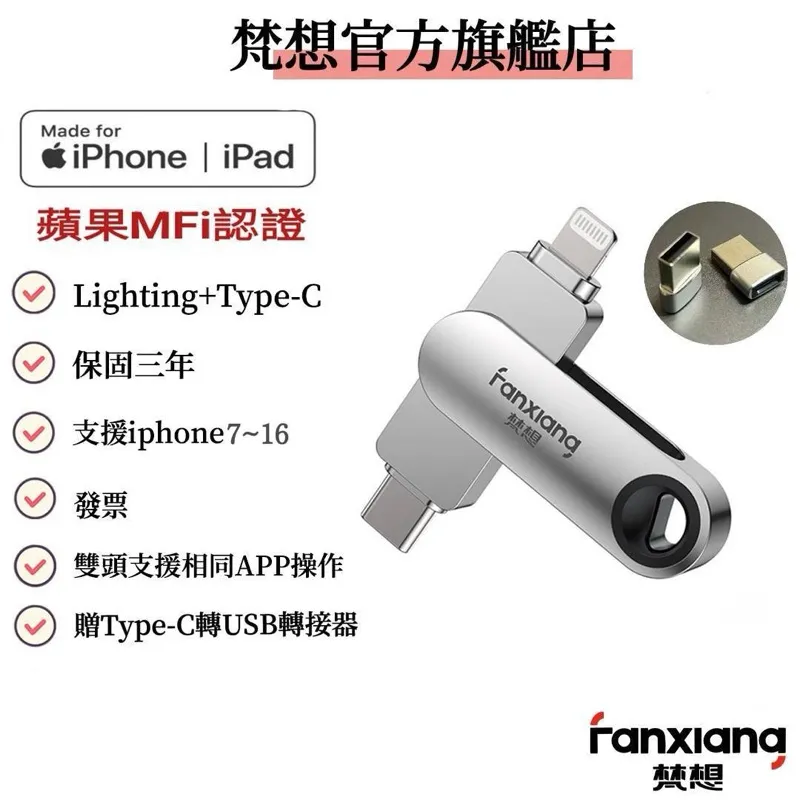 梵想官方旗艦店
Made for
iPhone | iPad
蘋果MFi認證
Lighting+Type-C
保固三年
支援iphone7~16
發票
雙頭支援相同APP操作
贈Type-C轉USB轉接器
Fanxiang
梵想
Fanxiang
梵想